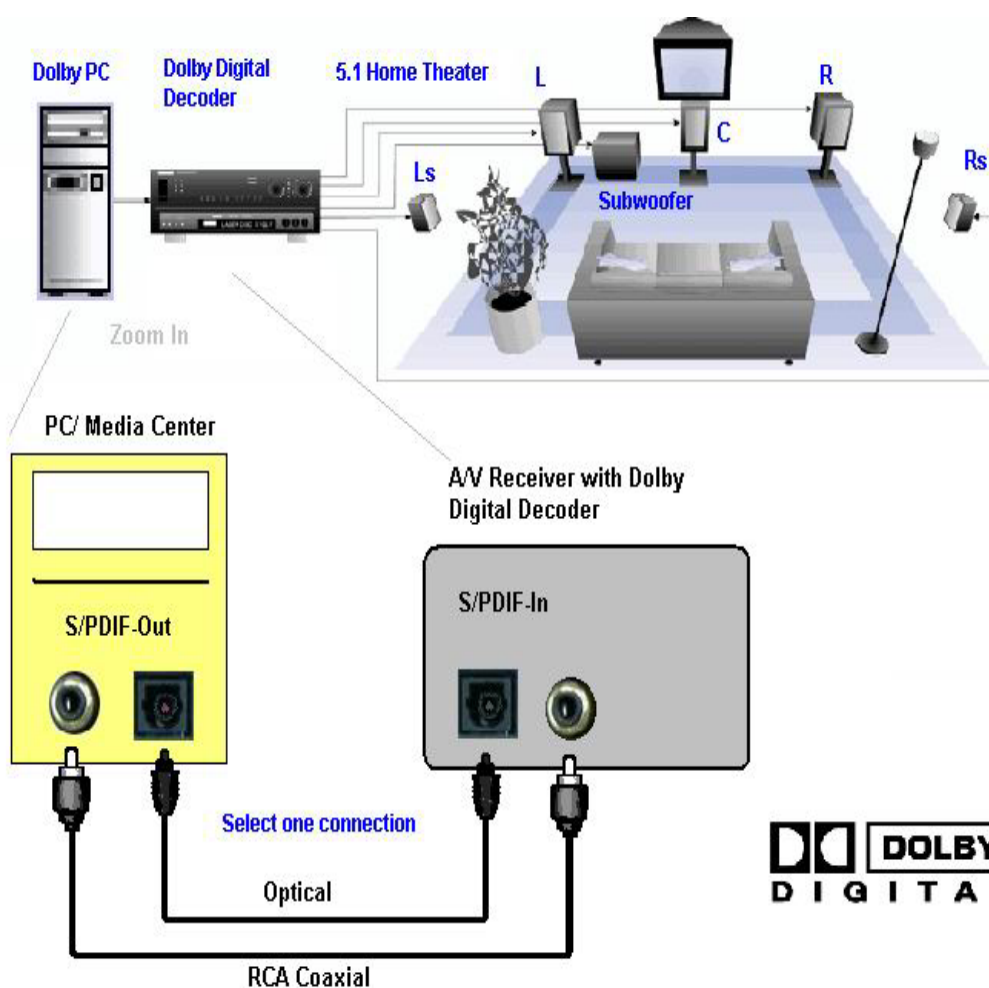 Dolby PC
Dolby Digital
Decoder
5.1 Home Theater
L
R
C
Ls
Rs
Subwoofer
Zoom In
PC/ Media Center
A/V Receiver with Dolby
Digital Decoder
S/PDIF-Out
S/PDIF-In
Select one connection
Optical
RCA Coaxial
DOLBY
DIGITA